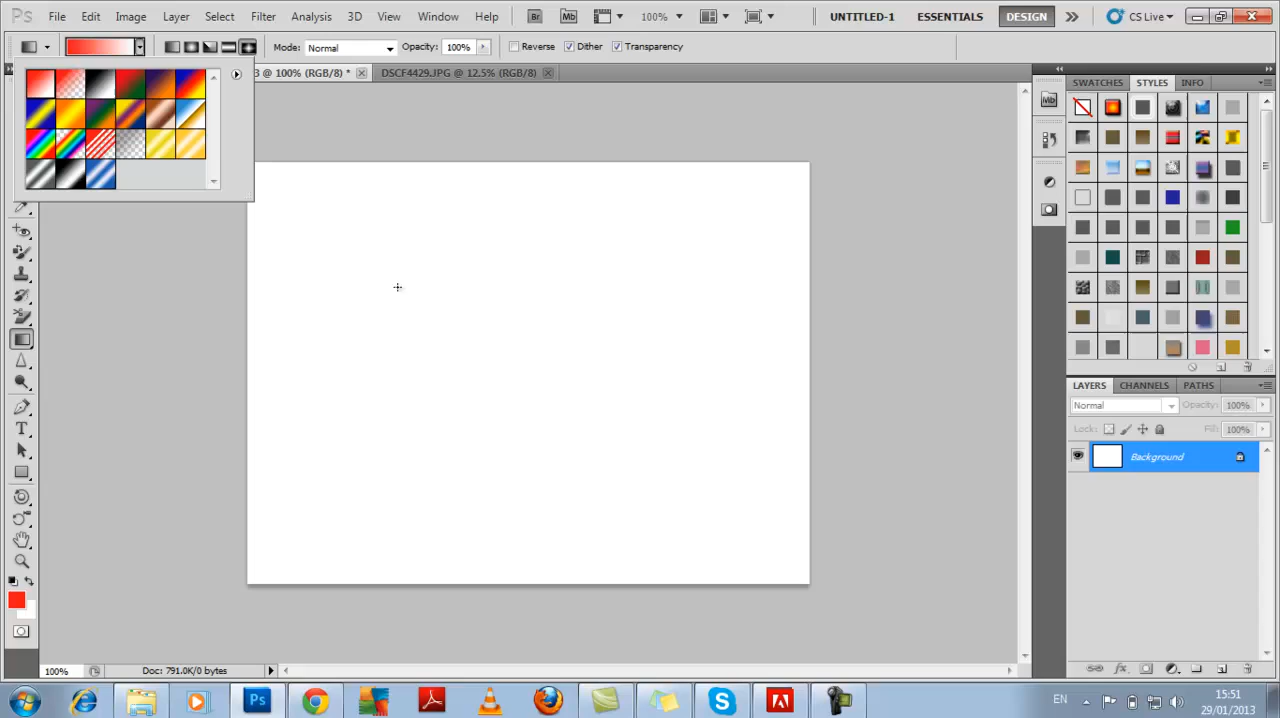 Ps File Edit Image Layer Select Filter Analysis 3D View Window Help Br Mb 100% UNTITLED-1 ESSENTIALS DESIGN CS Live
Mode: Normal Opacity: 100% Reverse Dither Transparency
3 @ 100% (RGB/8) * DSCF4429.JPG @ 12.5% (RGB/8)
SWATCHES STYLES INFO
Mb
LAYERS CHANNELS PATHS
Normal Opacity: 100%
Lock: Fill: 100%
Background
T
100% Doc: 791.0K/0 bytes
Ps
EN 15:51
29/01/2013